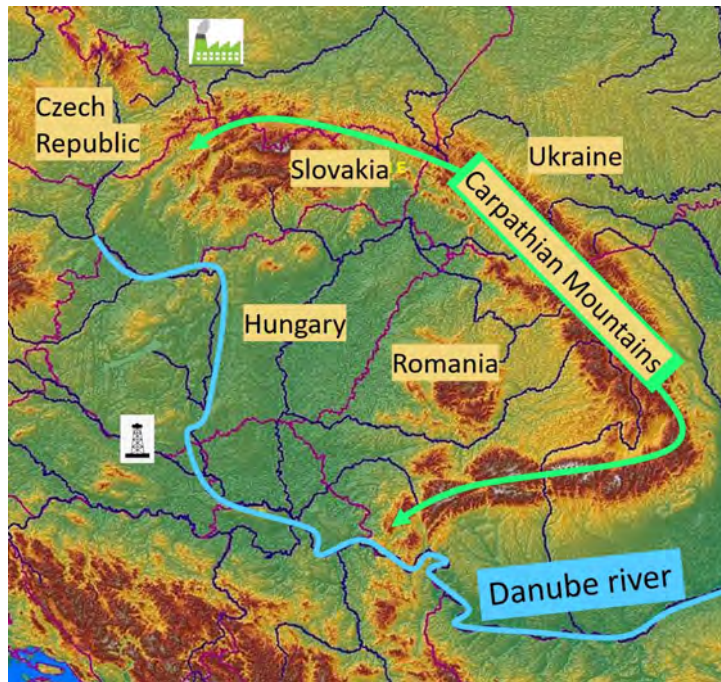 Czech
Republic
Slovakia
Ukraine
Carpathian Mountains
Hungary
Romania
Danube river